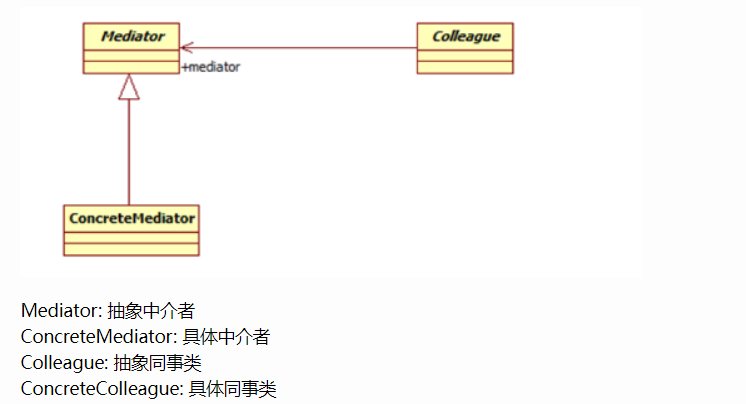 Mediator
Colleague
+mediator
ConcreteMediator
Mediator: 抽象中介者
ConcreteMediator: 具体中介者
Colleague: 抽象同事类
ConcreteColleague: 具体同事类